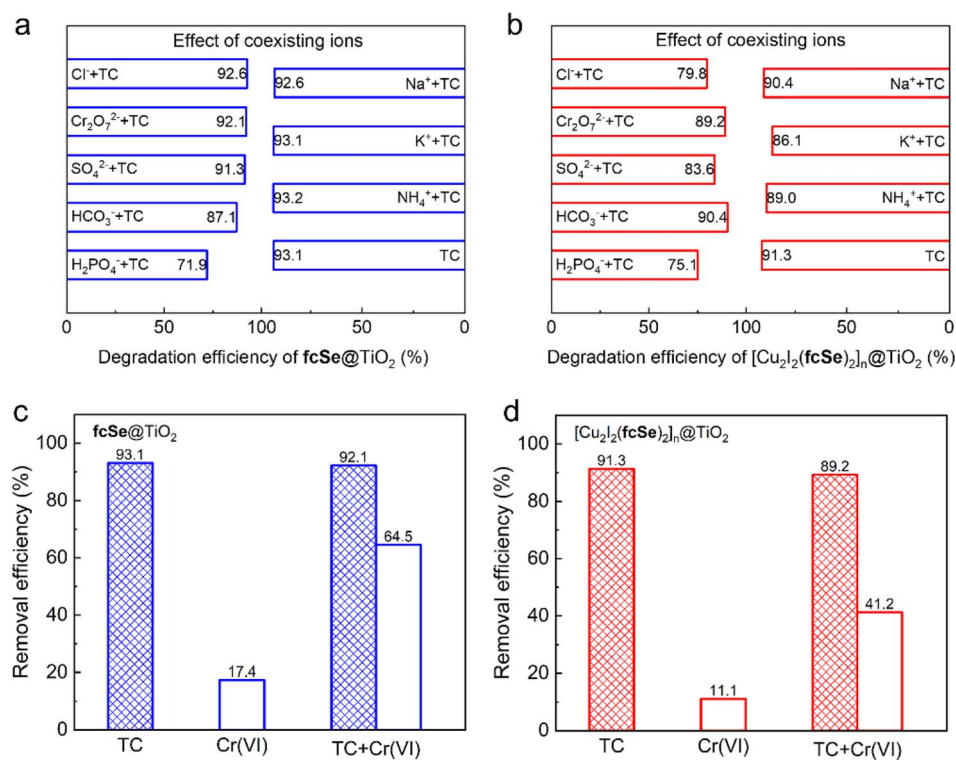 a
Effect of coexisting ions
Cl⁻+TC 92.6
92.6 Na⁺+TC
Cr₂O₇²⁻+TC 92.1
93.1 K⁺+TC
SO₄²⁻+TC 91.3
93.2 NH₄⁺+TC
HCO₃⁻+TC 87.1
93.1 TC
H₂PO₄⁻+TC 71.9
0 50 100 50 0
Degradation efficiency of fcSe@TiO₂ (%)
b
Effect of coexisting ions
Cl⁻+TC 79.8
90.4 Na⁺+TC
Cr₂O₇²⁻+TC 89.2
86.1 K⁺+TC
SO₄²⁻+TC 83.6
89.0 NH₄⁺+TC
HCO₃⁻+TC 90.4
91.3 TC
H₂PO₄⁻+TC 75.1
0 50 100 50 0
Degradation efficiency of [Cu₂I₂(fcSe)₂]ₙ@TiO₂ (%)
c
fcSe@TiO₂
Removal efficiency (%)
100
80
60
40
20
0
93.1
17.4
92.1
64.5
TC Cr(VI) TC+Cr(VI)
d
[Cu₂I₂(fcSe)₂]ₙ@TiO₂
Removal efficiency (%)
100
80
60
40
20
0
91.3
11.1
89.2
41.2
TC Cr(VI) TC+Cr(VI)